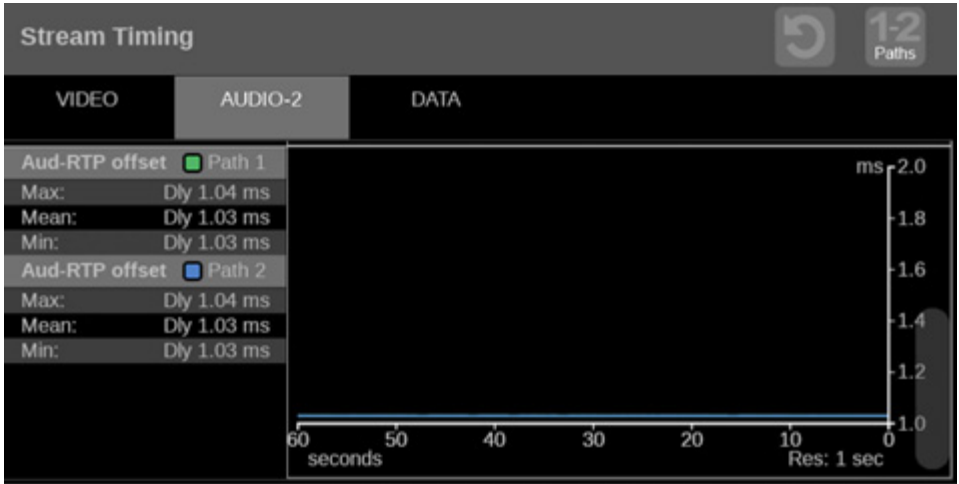 Stream Timing
1-2
Paths
VIDEO AUDIO-2 DATA
Aud-RTP offset Path 1
Max: Dly 1.04 ms
Mean: Dly 1.03 ms
Min: Dly 1.03 ms
Aud-RTP offset Path 2
Max: Dly 1.04 ms
Mean: Dly 1.03 ms
Min: Dly 1.03 ms
ms 2.0
1.8
1.6
1.4
1.2
1.0
60 50 40 30 20 10 0
seconds Res: 1 sec